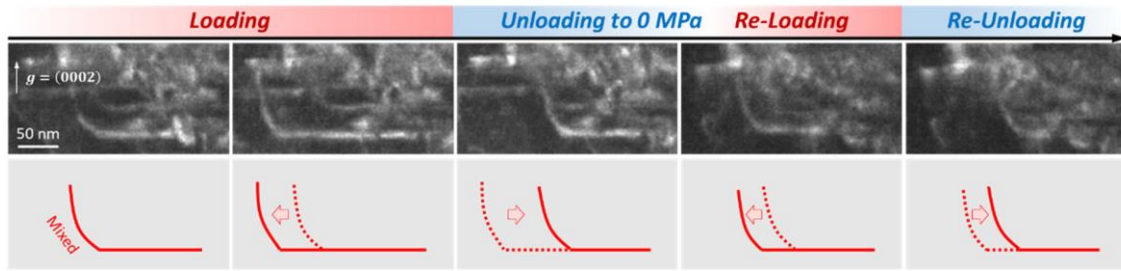 Loading
Unloading to 0 MPa
Re-Loading
Re-Unloading
g = (0002)
50 nm
Mixed